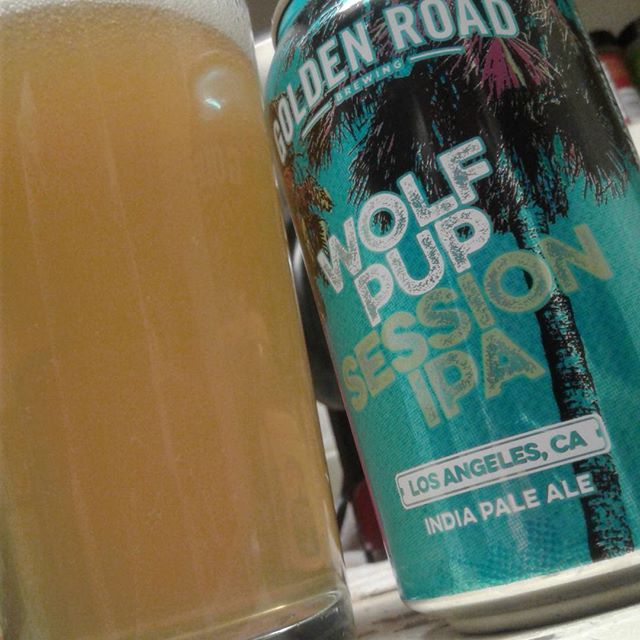 GOLDEN ROAD
BREWING
WOLF
PUP
SESSION
IPA
LOS ANGELES, CA
INDIA PALE ALE